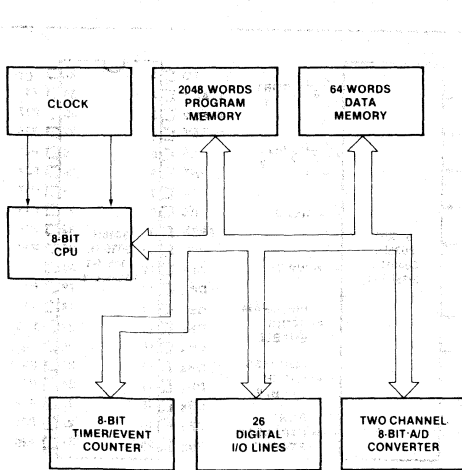 CLOCK
2048 WORDS
PROGRAM
MEMORY
64 WORDS
DATA
MEMORY
8-BIT
CPU
8-BIT
TIMER/EVENT
COUNTER
26
DIGITAL
I/O LINES
TWO CHANNEL
8-BIT A/D
CONVERTER